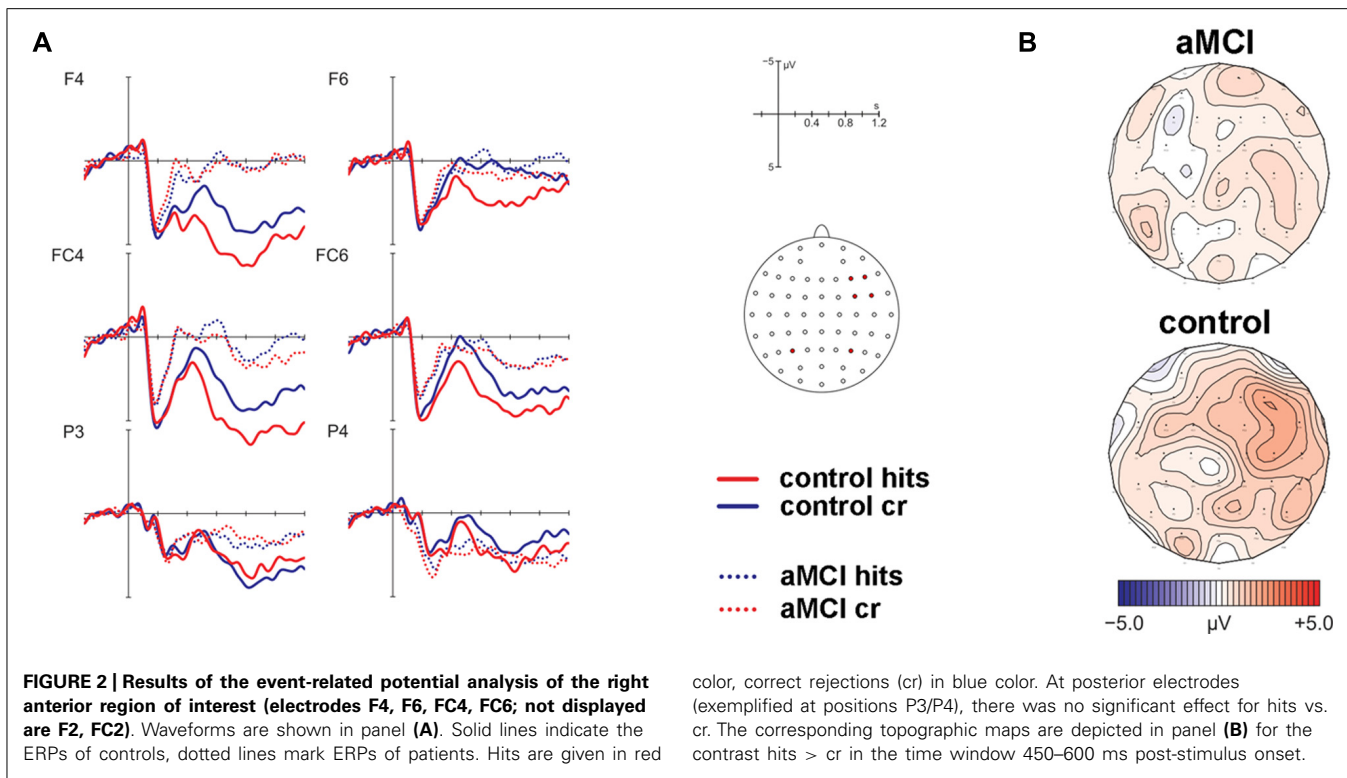 A
F4
F6
FC4
FC6
P3
P4
−5
µV
s
0.4 0.8 1.2
5
control hits
control cr
aMCI hits
aMCI cr
B
aMCI
control
−5.0 µV +5.0
FIGURE 2 | Results of the event-related potential analysis of the right
anterior region of interest (electrodes F4, F6, FC4, FC6; not displayed
are F2, FC2). Waveforms are shown in panel (A). Solid lines indicate the
ERPs of controls, dotted lines mark ERPs of patients. Hits are given in red
color, correct rejections (cr) in blue color. At posterior electrodes
(exemplified at positions P3/P4), there was no significant effect for hits vs.
cr. The corresponding topographic maps are depicted in panel (B) for the
contrast hits > cr in the time window 450–600 ms post-stimulus onset.